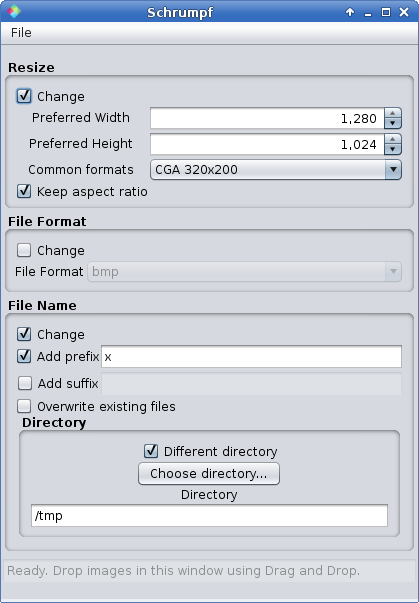 Schrumpf
File
Resize
Change
Preferred Width 1,280
Preferred Height 1,024
Common formats CGA 320x200
Keep aspect ratio
File Format
Change
File Format bmp
File Name
Change
Add prefix x
Add suffix
Overwrite existing files
Directory
Different directory
Choose directory...
Directory
/tmp
Ready. Drop images in this window using Drag and Drop.